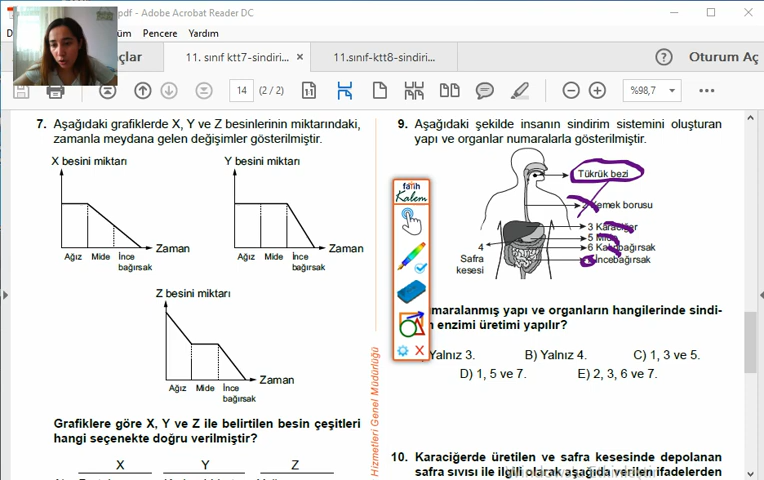 .pdf - Adobe Acrobat Reader DC
Pencere Yardım
11. sınıf ktt7-sindiri... ×
11.sınıf-ktt8-sindiri...
? Oturum Aç
14 (2 / 2)
%98,7
7. Aşağıdaki grafiklerde X, Y ve Z besinlerinin miktarındaki,
zamanla meydana gelen değişimler gösterilmiştir.
X besini miktarı
Y besini miktarı
Zaman
Zaman
Ağız Mide İnce
bağırsak
Ağız Mide İnce
bağırsak
Z besini miktarı
Zaman
Ağız Mide İnce
bağırsak
Grafiklere göre X, Y ve Z ile belirtilen besin çeşitleri
hangi seçenekte doğru verilmiştir?
X Y Z
fatih
Kalem
Hizmetleri Genel Müdürlüğü
9. Aşağıdaki şekilde insanın sindirim sistemini oluşturan
yapı ve organlar numaralarla gösterilmiştir.
Tükrük bezi
2 Yemek borusu
3 Karaciğer
5 Mide
6 Kalınbağırsak
İncebağırsak
4
Safra
kesesi
maralanmış yapı ve organların hangilerinde sindi-
enzimi üretimi yapılır?
Yalnız 3. B) Yalnız 4. C) 1, 3 ve 5.
D) 1, 5 ve 7. E) 2, 3, 6 ve 7.
10. Karaciğerde üretilen ve safra kesesinde depolanan
safra sıvısı ile ilgili olarak aşağıda verilen ifadelerden